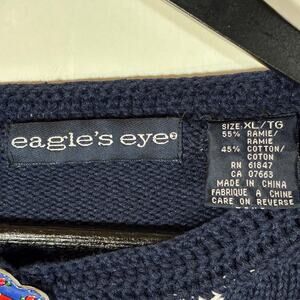 eagle's eye®
SIZE: XL/TG
55% RAMIE/
RAMIE
45% COTTON/
COTON
RN 61847
CA 07663
MADE IN CHINA
FABRIQUE A CHINE
CARE ON REVERSE